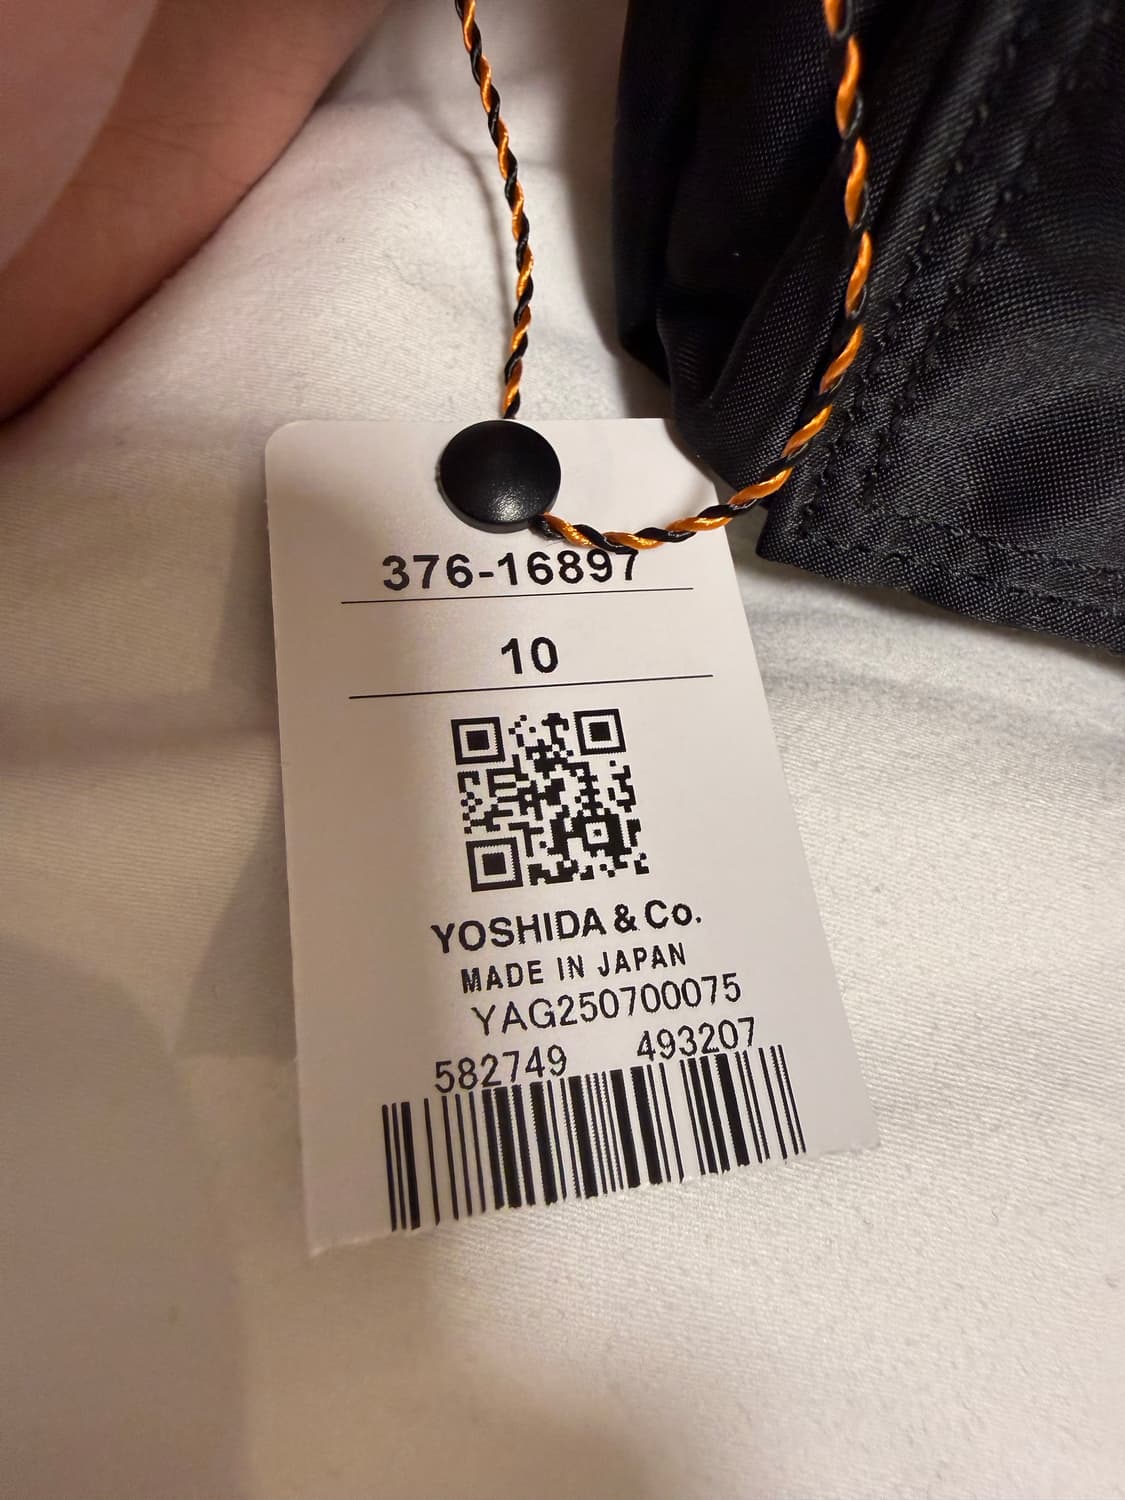 376-16897
10
YOSHIDA & Co.
MADE IN JAPAN
YAG250700075
582749 493207